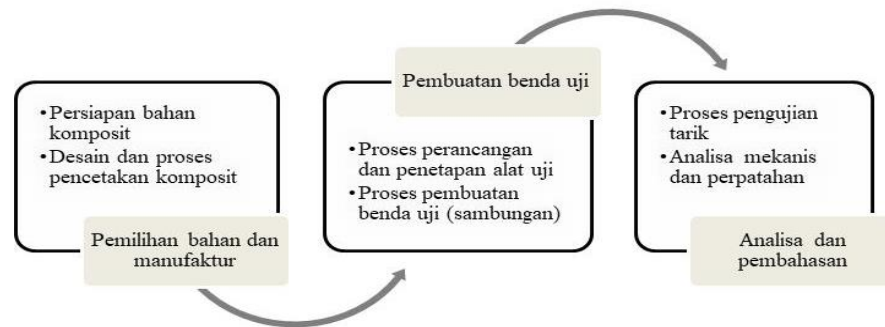 •Persiapan bahan
komposit
•Desain dan proses
pencetakan komposit
Pemilihan bahan dan
manufaktur
Pembuatan benda uji
•Proses perancangan
dan penetapan alat uji
•Proses pembuatan
benda uji (sambungan)
•Proses pengujian
tarik
•Analisa mekanis
dan perpatahan
Analisa dan
pembahasan